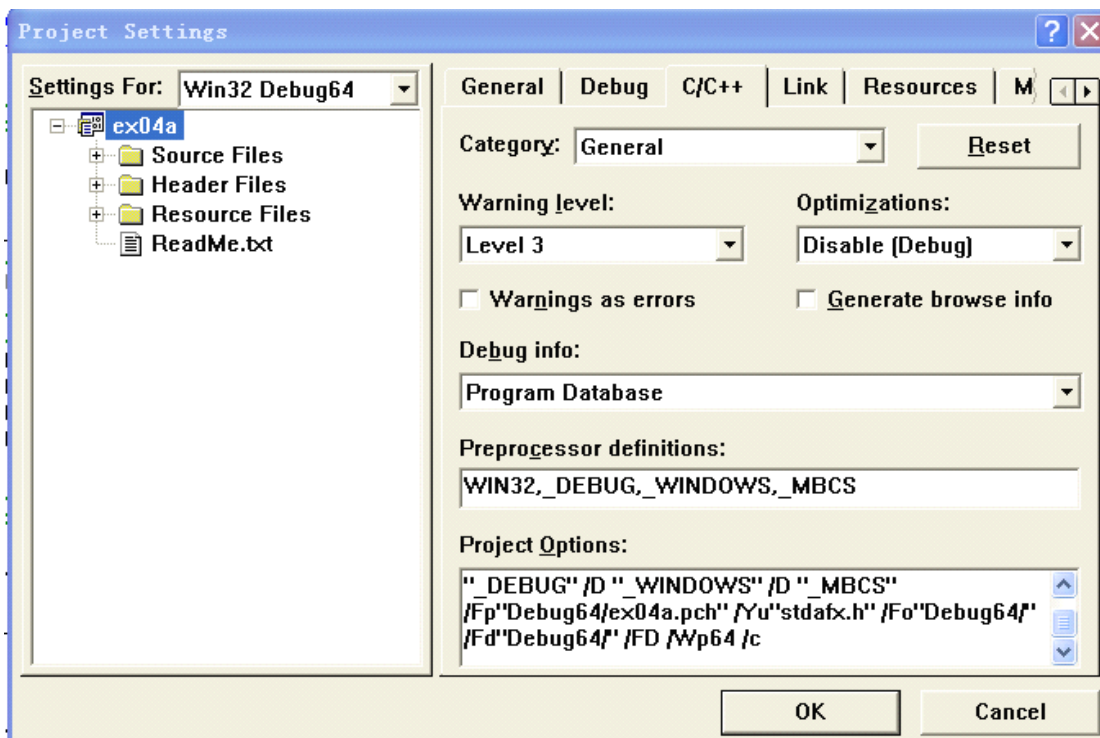 Project Settings
Settings For: Win32 Debug64
ex04a
Source Files
Header Files
Resource Files
ReadMe.txt
General Debug C/C++ Link Resources M
Category: General Reset
Warning level: Optimizations:
Level 3 Disable (Debug)
Warnings as errors Generate browse info
Debug info:
Program Database
Preprocessor definitions:
WIN32,_DEBUG,_WINDOWS,_MBCS
Project Options:
"_DEBUG" /D "_WINDOWS" /D "_MBCS"
/Fp"Debug64/ex04a.pch" /Yu"stdafx.h" /Fo"Debug64/"
/Fd"Debug64/" /FD /Wp64 /c
OK Cancel